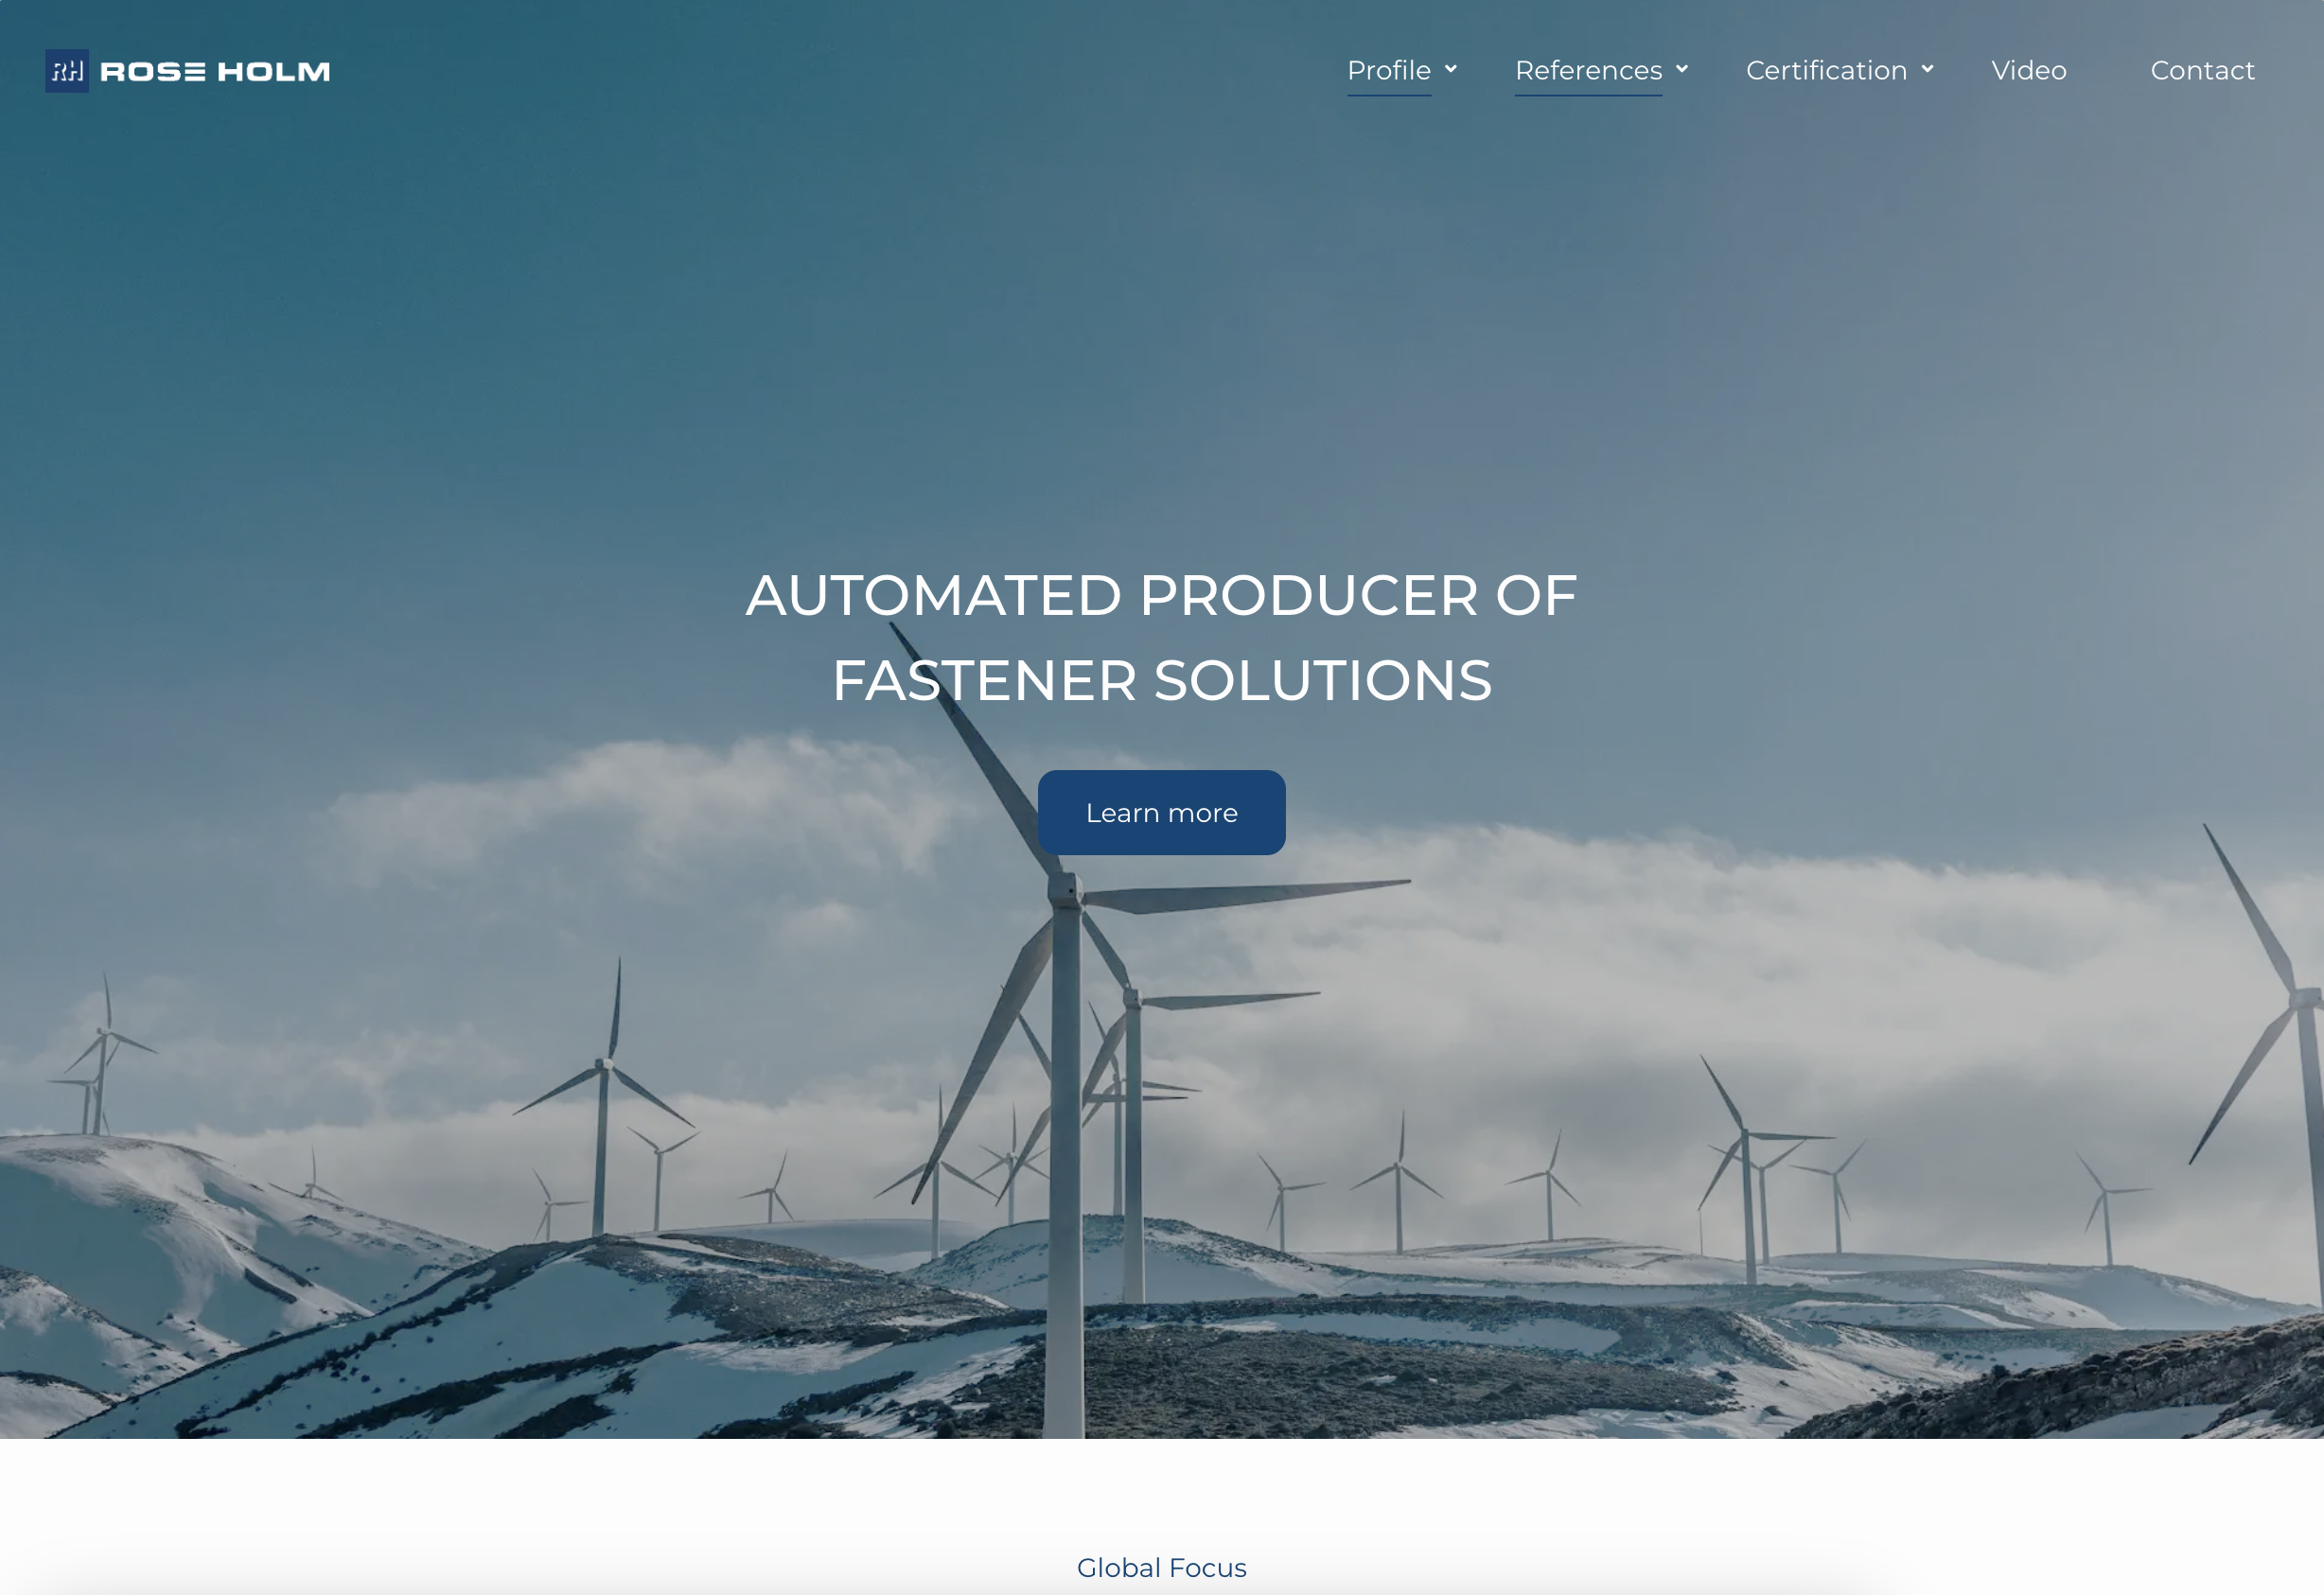 RH ROSE HOLM
Profile
References
Certification
Video
Contact
AUTOMATED PRODUCER OF
FASTENER SOLUTIONS
Learn more
Global Focus